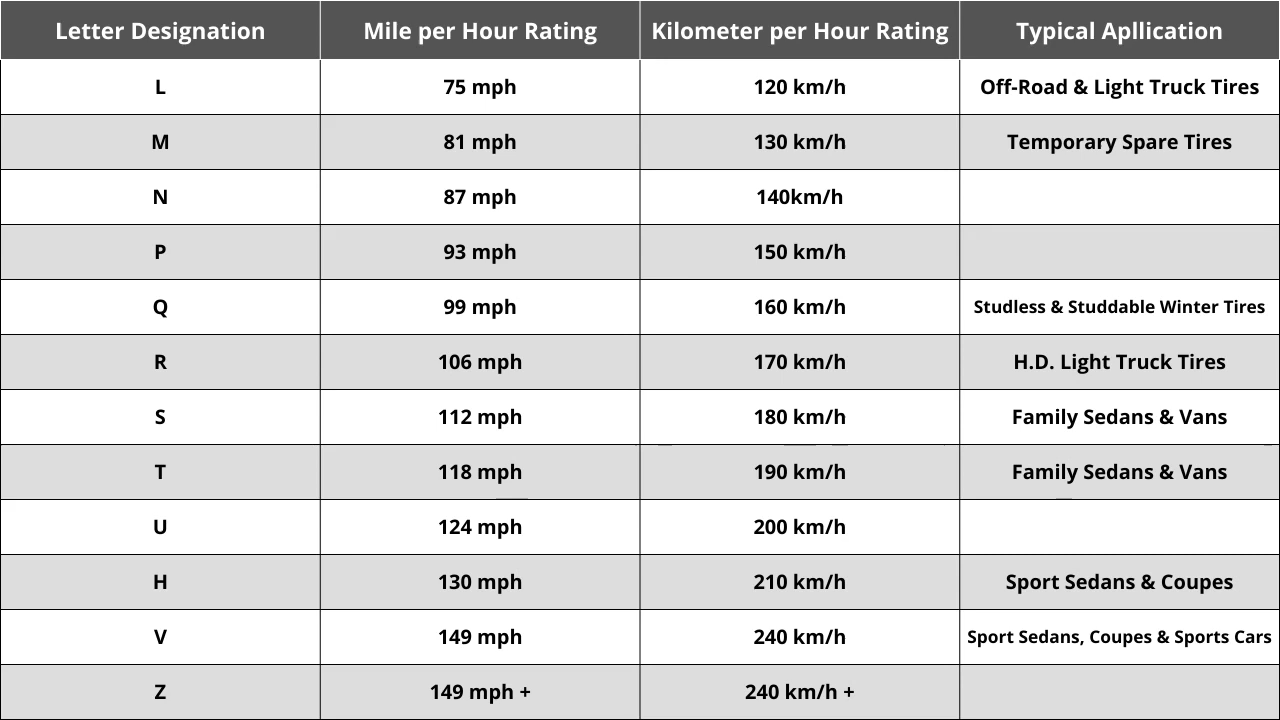 Letter Designation Mile per Hour Rating Kilometer per Hour Rating Typical Apllication
L 75 mph 120 km/h Off-Road & Light Truck Tires
M 81 mph 130 km/h Temporary Spare Tires
N 87 mph 140km/h
P 93 mph 150 km/h
Q 99 mph 160 km/h Studless & Studdable Winter Tires
R 106 mph 170 km/h H.D. Light Truck Tires
S 112 mph 180 km/h Family Sedans & Vans
T 118 mph 190 km/h Family Sedans & Vans
U 124 mph 200 km/h
H 130 mph 210 km/h Sport Sedans & Coupes
V 149 mph 240 km/h Sport Sedans, Coupes & Sports Cars
Z 149 mph + 240 km/h +